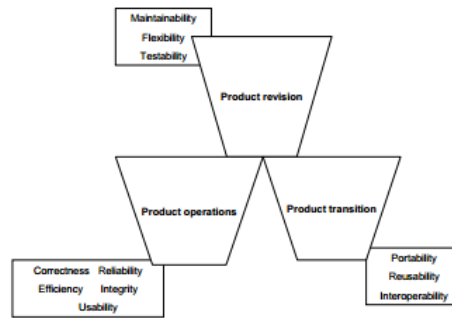 Maintainability
Flexibility
Testability
Product revision
Product operations
Product transition
Correctness Reliability
Efficiency Integrity
Usability
Portability
Reusability
Interoperability